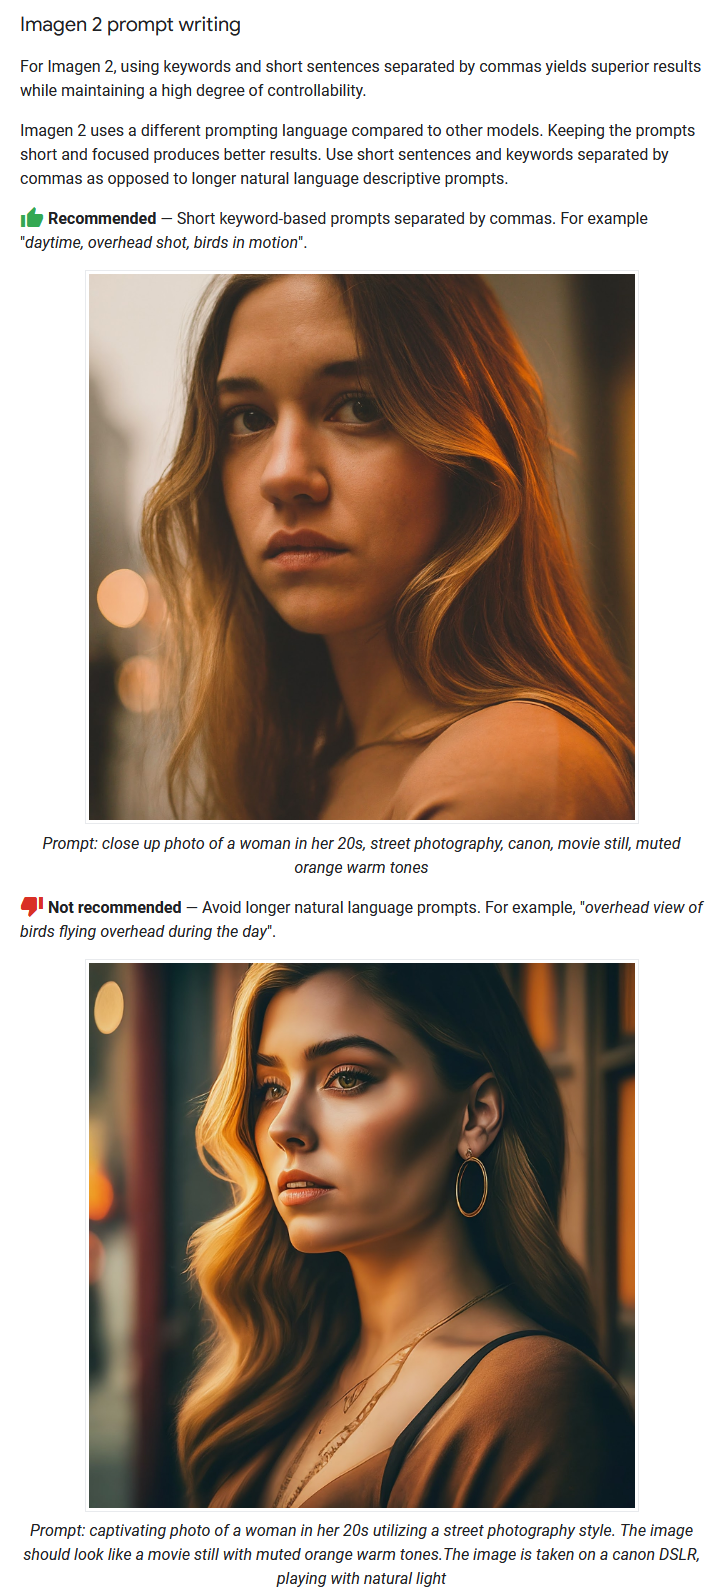 Imagen 2 prompt writing
For Imagen 2, using keywords and short sentences separated by commas yields superior results
while maintaining a high degree of controllability.
Imagen 2 uses a different prompting language compared to other models. Keeping the prompts
short and focused produces better results. Use short sentences and keywords separated by
commas as opposed to longer natural language descriptive prompts.
Recommended — Short keyword-based prompts separated by commas. For example
"daytime, overhead shot, birds in motion".
Prompt: close up photo of a woman in her 20s, street photography, canon, movie still, muted
orange warm tones
Not recommended — Avoid longer natural language prompts. For example, "overhead view of
birds flying overhead during the day".
Prompt: captivating photo of a woman in her 20s utilizing a street photography style. The image
should look like a movie still with muted orange warm tones.The image is taken on a canon DSLR,
playing with natural light